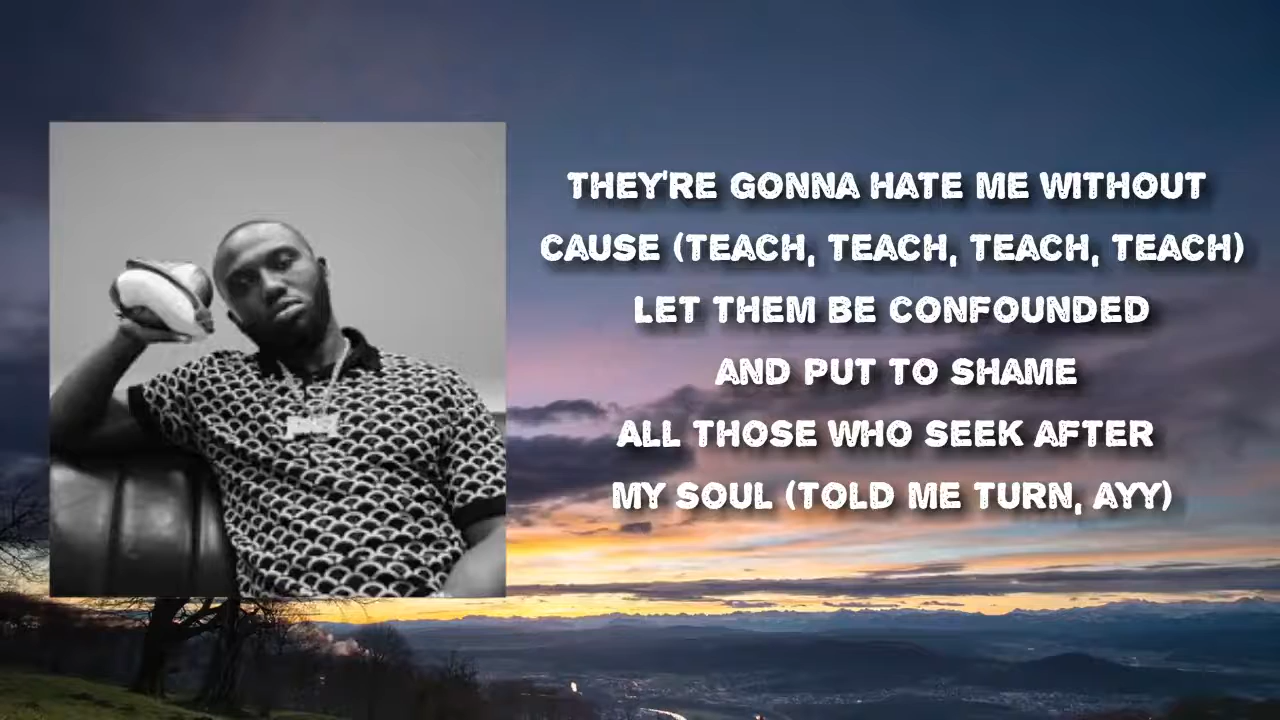 THEY'RE GONNA HATE ME WITHOUT
CAUSE (TEACH, TEACH, TEACH, TEACH)
LET THEM BE CONFOUNDED
AND PUT TO SHAME
ALL THOSE WHO SEEK AFTER
MY SOUL (TOLD ME TURN, AYY)